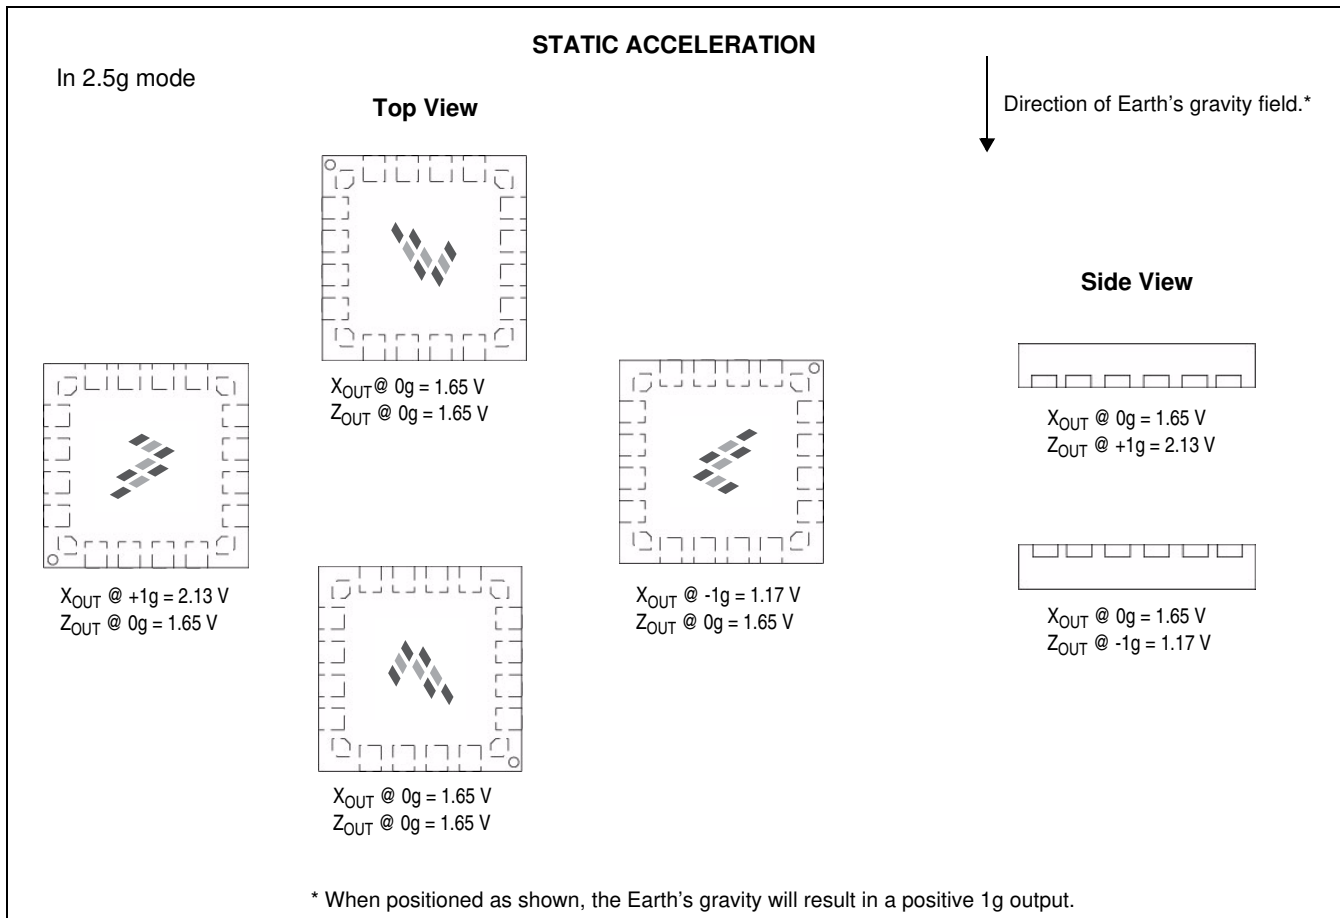 STATIC ACCELERATION
In 2.5g mode
Direction of Earth's gravity field.*
Top View
X_OUT @ 0g = 1.65 V
Z_OUT @ 0g = 1.65 V
X_OUT @ +1g = 2.13 V
Z_OUT @ 0g = 1.65 V
X_OUT @ -1g = 1.17 V
Z_OUT @ 0g = 1.65 V
X_OUT @ 0g = 1.65 V
Z_OUT @ 0g = 1.65 V
Side View
X_OUT @ 0g = 1.65 V
Z_OUT @ +1g = 2.13 V
X_OUT @ 0g = 1.65 V
Z_OUT @ -1g = 1.17 V
* When positioned as shown, the Earth's gravity will result in a positive 1g output.